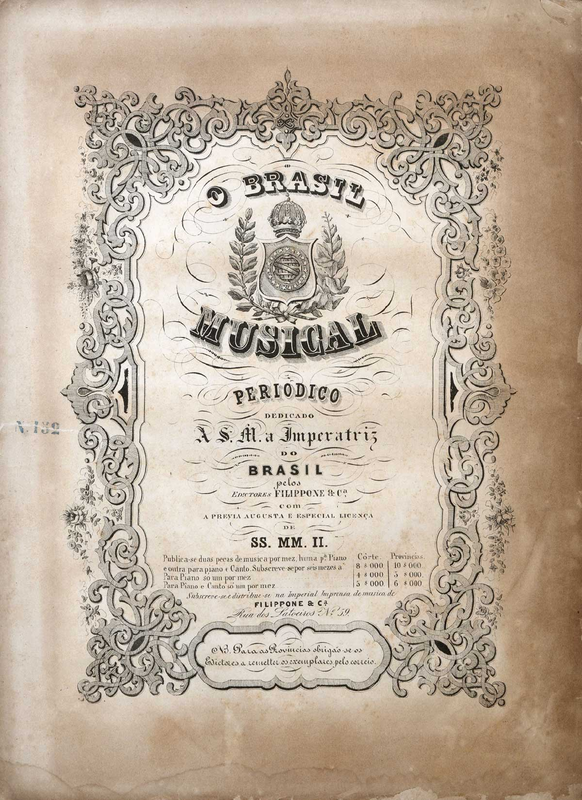 O BRASIL
MUSICAL
PERIODICO
DEDICADO
A S. M. a Imperatriz
DO
BRASIL
pelos
EDICTORES FILIPPONE & Cª
com
A PREVIA AUGUSTA E ESPECIAL LICENÇA
DE
SS. MM. II.
Publica-se duas peças de musica por mez, huma pª Piano Côrte. Provincias.
e outra para piano e Canto. Subscreve-se por seis mezes a 8 $ 000 10 $ 000
Para Piano só um por mez 4 $ 000 5 $ 000
Para Piano e Canto só um por mez 5 $ 000 6 $ 000
Subscreve-se e distribue-se na Imperial Imprensa de musica de
FILIPPONE & Cª
Rua dos Latoeiros Nº 59
NB. Para as Provincias obrigão-se os
Edictores a remetter os exemplares pelo correio.
N. 132